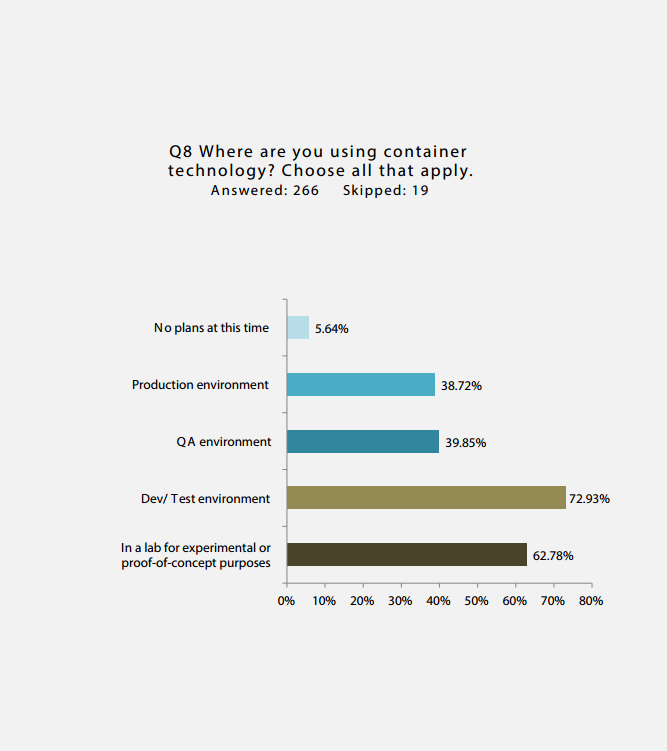 Q8 Where are you using container
technology? Choose all that apply.
Answered: 266 Skipped: 19
No plans at this time
5.64%
Production environment
38.72%
QA environment
39.85%
Dev/ Test environment
72.93%
In a lab for experimental or
proof-of-concept purposes
62.78%
0% 10% 20% 30% 40% 50% 60% 70% 80%